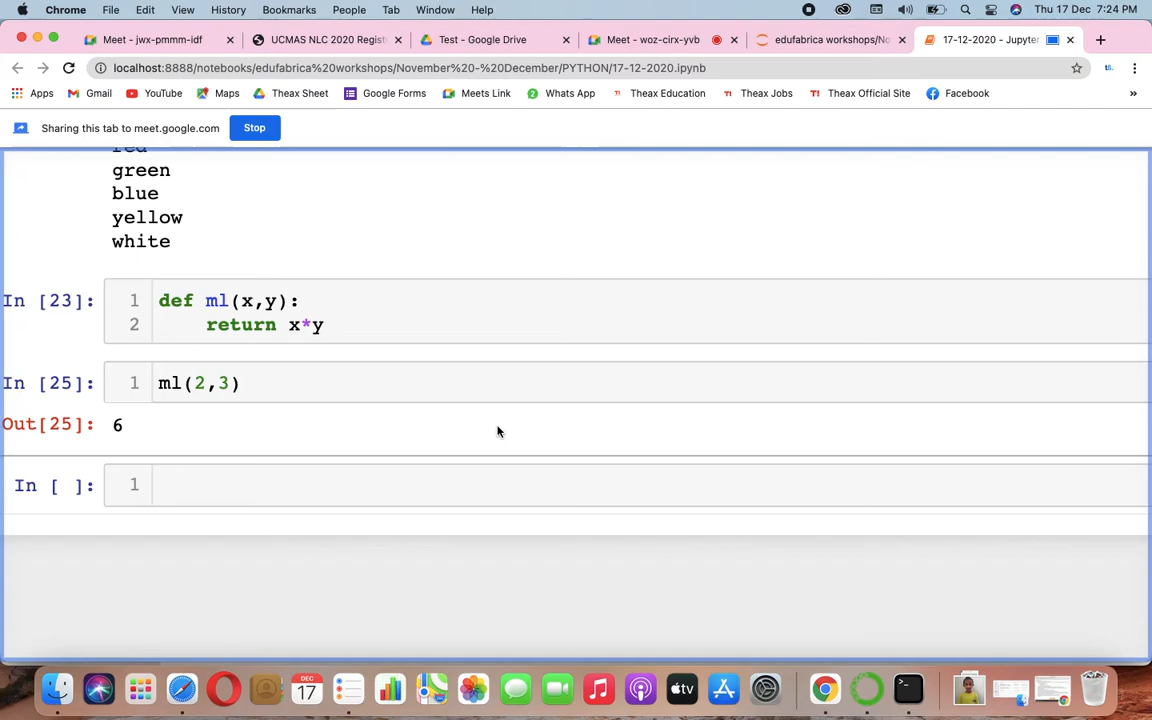 Chrome File Edit View History Bookmarks People Tab Window Help Thu 17 Dec 7:24 PM
Meet - jwx-pmmm-idf UCMAS NLC 2020 Regist Test - Google Drive Meet - woz-cirx-yvb edufabrica workshops/No 17-12-2020 - Jupyter
localhost:8888/notebooks/edufabrica%20workshops/November%20-%20December/PYTHON/17-12-2020.ipynb
Apps Gmail YouTube Maps Theax Sheet Google Forms Meets Link Whats App Theax Education Theax Jobs Theax Official Site Facebook »
Sharing this tab to meet.google.com Stop
red
green
blue
yellow
white
In [23]: 1 def ml(x,y):
2 return x*y
In [25]: 1 ml(2,3)
Out[25]: 6
In [ ]: 1
DEC
17
tv